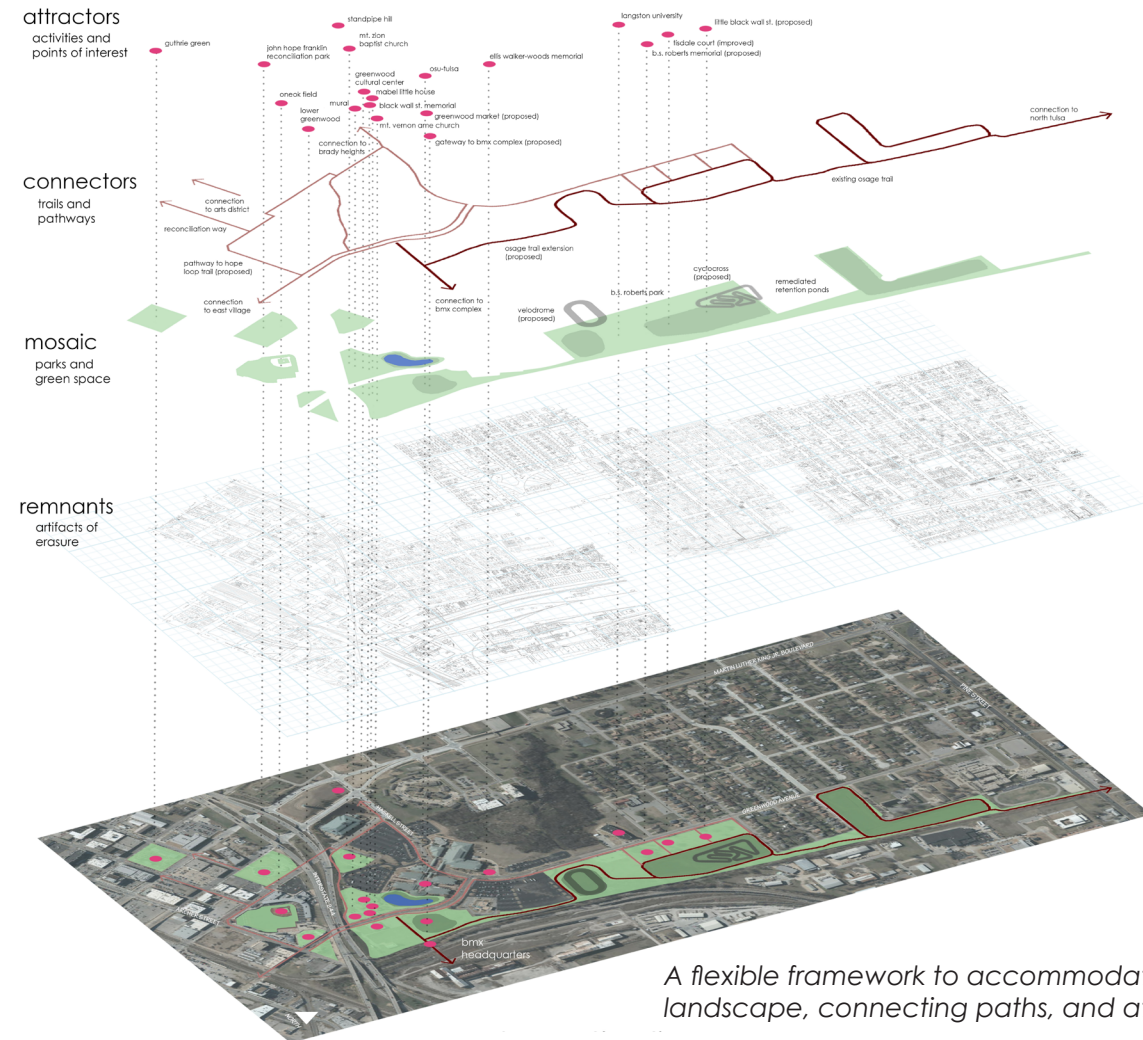 attractors
activities and
points of interest
guthrie green
standpipe hill
john hope franklin
reconciliation park
mt. zion
baptist church
oneok field
lower
greenwood
mural
greenwood
cultural center
mabel little house
black wall st. memorial
mt. vernon ame church
osu-tulsa
greenwood market (proposed)
gateway to bmx complex (proposed)
ellis walker-woods memorial
langston university
little black wall st. (proposed)
tisdale court (improved)
b.s. roberts memorial (proposed)
connectors
trails and
pathways
connection to
brady heights
connection to
north tulsa
existing osage trail
connection
to arts district
reconciliation way
pathway to hope
loop trail (proposed)
osage trail extension
(proposed)
connection
to east village
connection to
bmx complex
mosaic
parks and
green space
velodrome
(proposed)
b.s. roberts park
cyclocross
(proposed)
remediated
retention ponds
remnants
artifacts of
erasure
MARTIN LUTHER KING JR. BOULEVARD
PINE STREET
GREENWOOD AVENUE
INTERSTATE 244
ARCHER STREET
bmx
headquarters
NORTH
A flexible framework to accommodat
landscape, connecting paths, and at